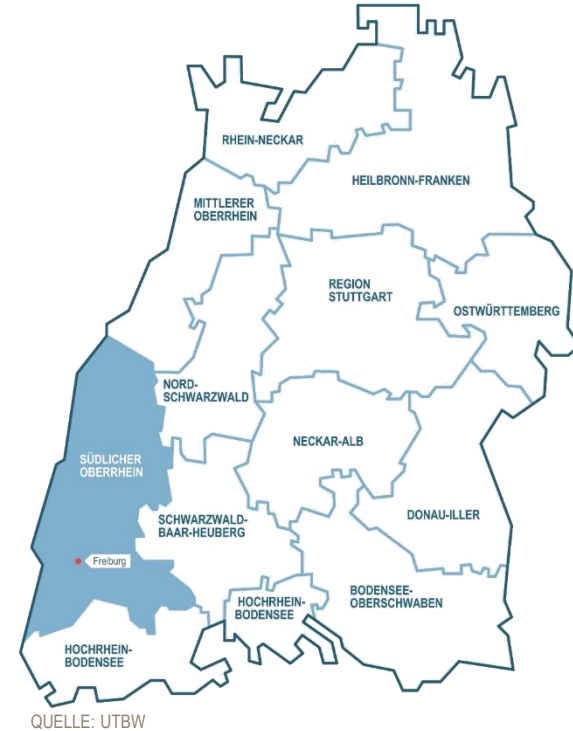 RHEIN-NECKAR
HEILBRONN-FRANKEN
MITTLERER
OBERRHEIN
REGION
STUTTGART
OSTWÜRTTEMBERG
NORD-
SCHWARZWALD
NECKAR-ALB
SÜDLICHER
OBERRHEIN
SCHWARZWALD-
BAAR-HEUBERG
DONAU-ILLER
Freiburg
BODENSEE-
OBERSCHWABEN
HOCHRHEIN-
BODENSEE
HOCHRHEIN-
BODENSEE
QUELLE: UTBW